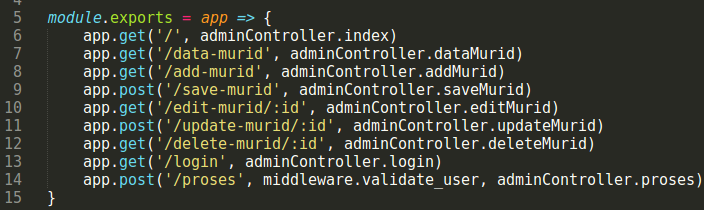 5 module.exports = app => {
6 app.get('/', adminController.index)
7 app.get('/data-murid', adminController.dataMurid)
8 app.get('/add-murid', adminController.addMurid)
9 app.post('/save-murid', adminController.saveMurid)
10 app.get('/edit-murid/:id', adminController.editMurid)
11 app.post('/update-murid/:id', adminController.updateMurid)
12 app.get('/delete-murid/:id', adminController.deleteMurid)
13 app.get('/login', adminController.login)
14 app.post('/proses', middleware.validate_user, adminController.proses)
15 }